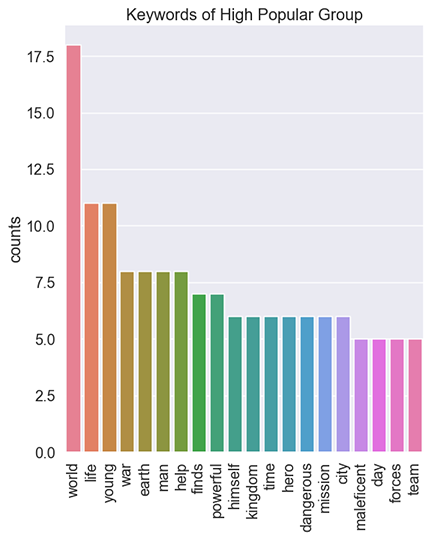 Keywords of High Popular Group
counts
17.5
15.0
12.5
10.0
7.5
5.0
2.5
0.0
world
life
young
war
earth
man
help
finds
powerful
himself
kingdom
time
hero
dangerous
mission
city
maleficent
day
forces
team